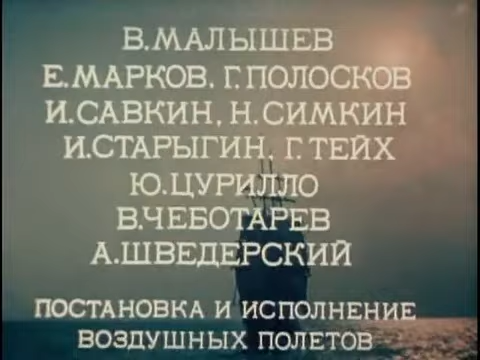 В.МАЛЫШЕВ
Е.МАРКОВ, Г.ПОЛОСКОВ
И.САВКИН, Н.СИМКИН
И.СТАРЫГИН, Г.ТЕЙХ
Ю.ЦУРИЛЛО
В.ЧЕБОТАРЕВ
А.ШВЕДЕРСКИЙ
ПОСТАНОВКА И ИСПОЛНЕНИЕ
ВОЗДУШНЫХ ПОЛЕТОВ